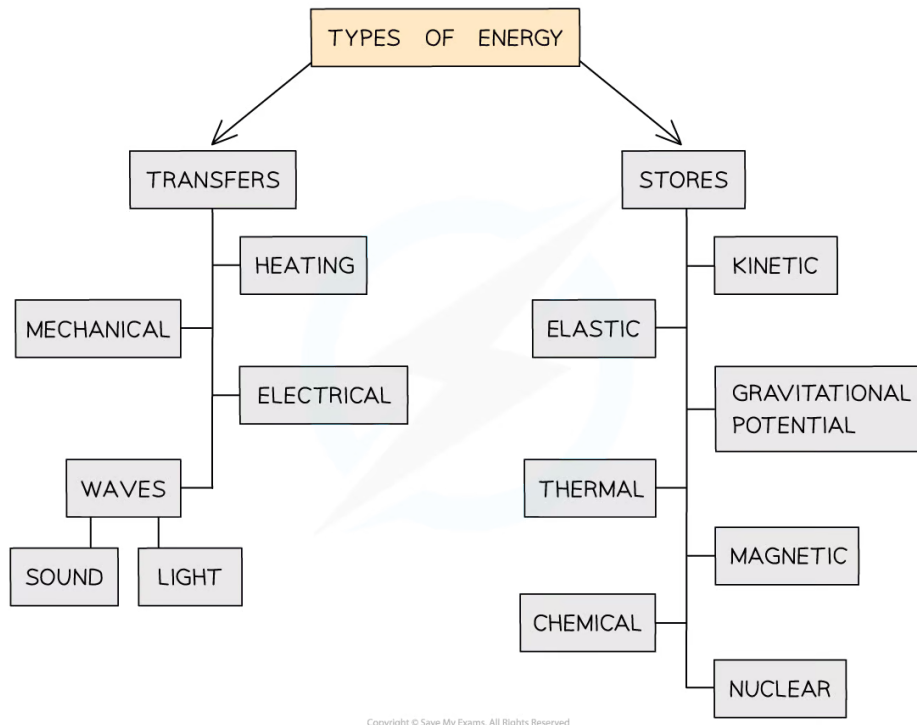 TYPES OF ENERGY
TRANSFERS
STORES
HEATING
KINETIC
MECHANICAL
ELASTIC
ELECTRICAL
GRAVITATIONAL
POTENTIAL
WAVES
THERMAL
SOUND
LIGHT
MAGNETIC
CHEMICAL
NUCLEAR
Copyright © Save My Exams. All Rights Reserved